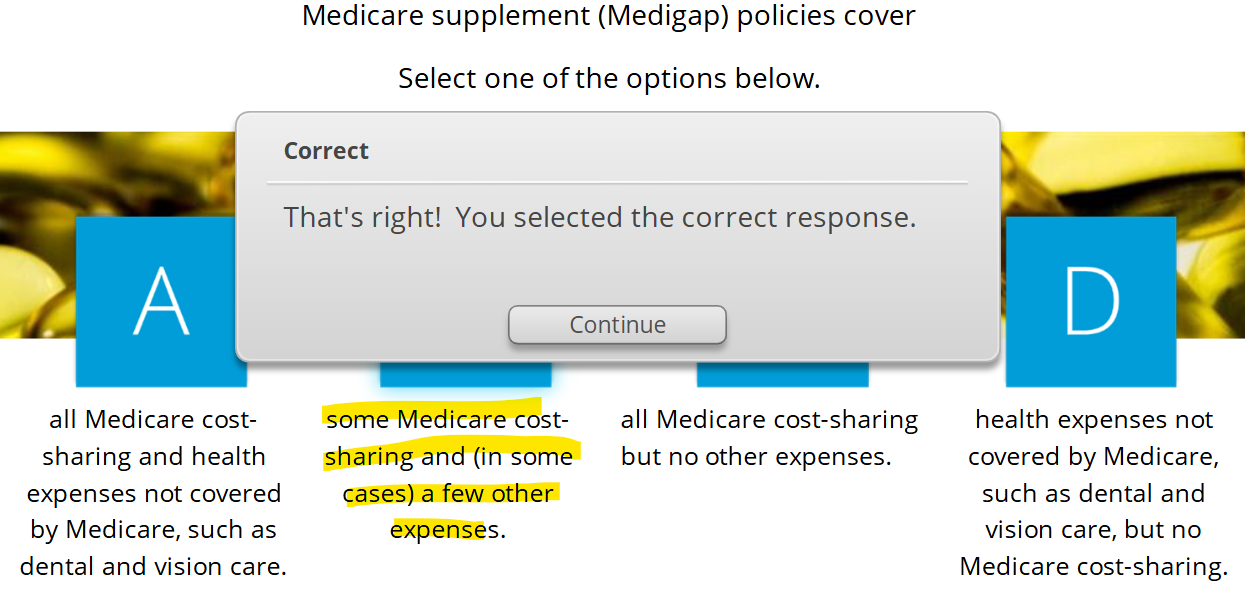 Medicare supplement (Medigap) policies cover
Select one of the options below.
Correct
That's right! You selected the correct response.
Continue
A
D
all Medicare cost-
sharing and health
expenses not covered
by Medicare, such as
dental and vision care.
some Medicare cost-
sharing and (in some
cases) a few other
expenses.
all Medicare cost-sharing
but no other expenses.
health expenses not
covered by Medicare,
such as dental and
vision care, but no
Medicare cost-sharing.